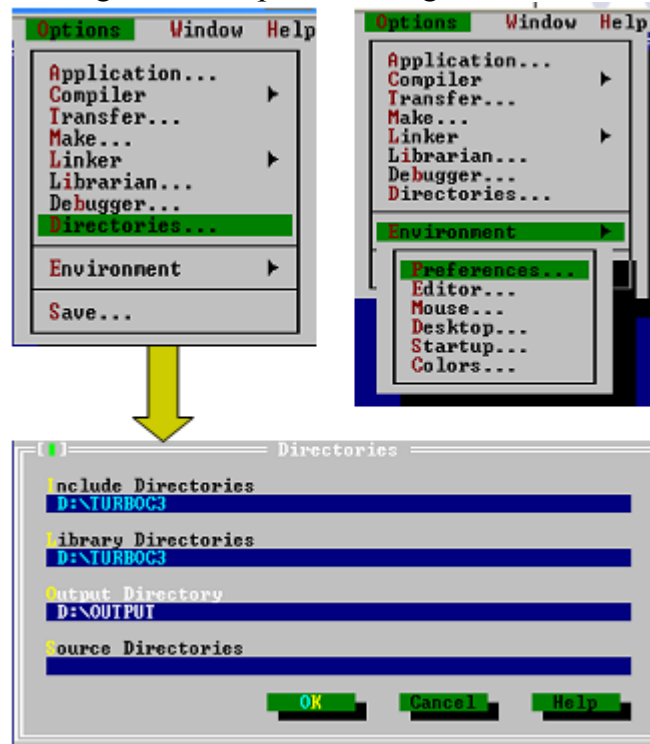 Options Window Help
Application...
Compiler
Transfer...
Make...
Linker
Librarian...
Debugger...
Directories...
Environment
Save...
Options Window Help
Application...
Compiler
Transfer...
Make...
Linker
Librarian...
Debugger...
Directories...
Environment
Preferences...
Editor...
Mouse...
Desktop...
Startup...
Colors...
Directories
Include Directories
D:\TURBOC3
Library Directories
D:\TURBOC3
Output Directory
D:\OUTPUT
Source Directories
OK Cancel Help